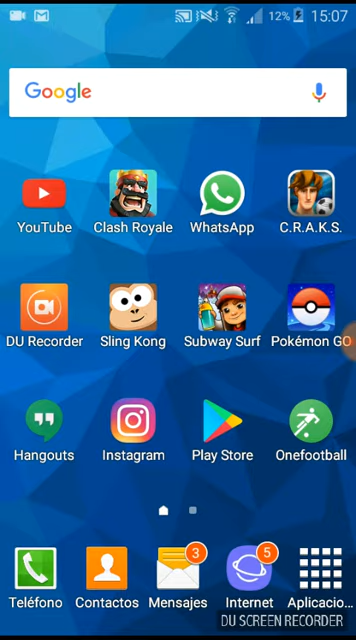 12% 15:07
Google
YouTube Clash Royale WhatsApp C.R.A.K.S.
DU Recorder Sling Kong Subway Surf Pokémon GO
Hangouts Instagram Play Store Onefootball
3 5
Teléfono Contactos Mensajes Internet Aplicacio...
DU SCREEN RECORDER